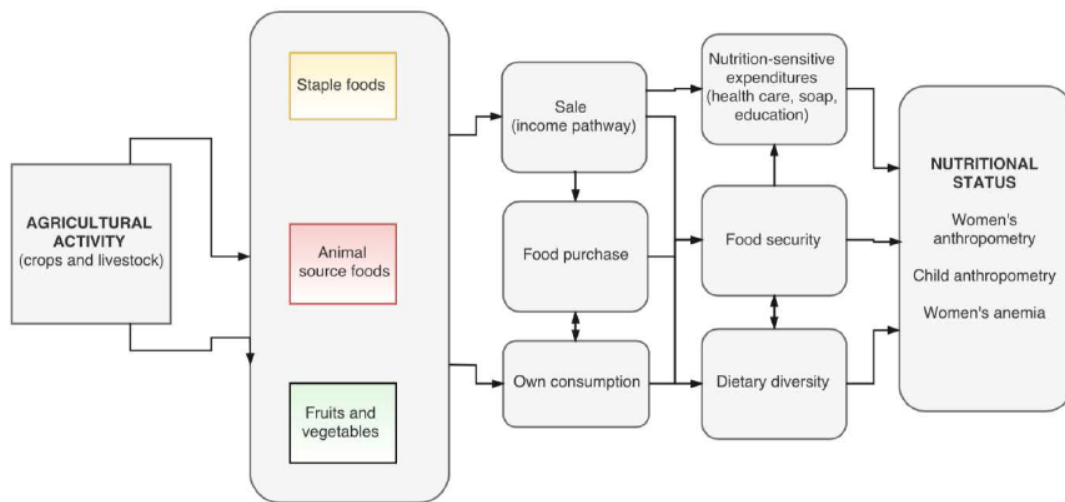 AGRICULTURAL
ACTIVITY
(crops and livestock)
Staple foods
Animal
source foods
Fruits and
vegetables
Sale
(income pathway)
Food purchase
Own consumption
Nutrition-sensitive
expenditures
(health care, soap,
education)
Food security
Dietary diversity
NUTRITIONAL
STATUS
Women's
anthropometry
Child anthropometry
Women's anemia